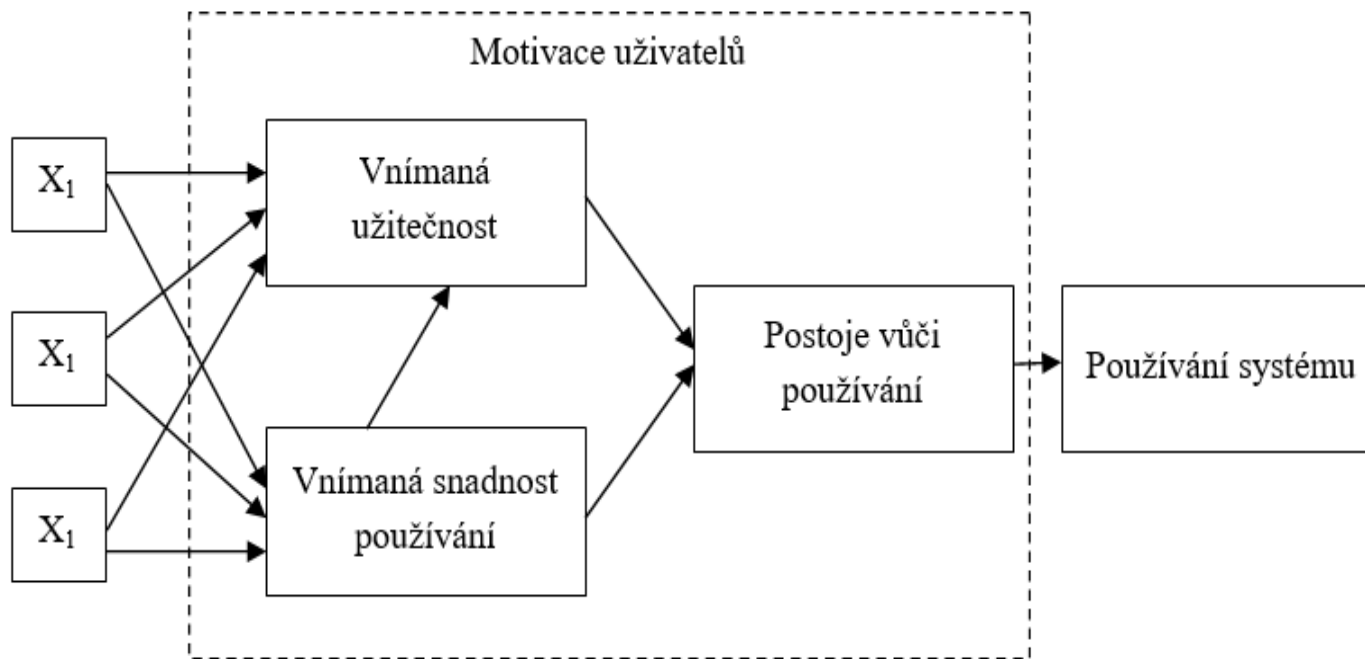 Motivace uživatelů
X₁
Vnímaná
užitečnost
X₁
Postoje vůči
používání
Používání systému
X₁
Vnímaná snadnost
používání